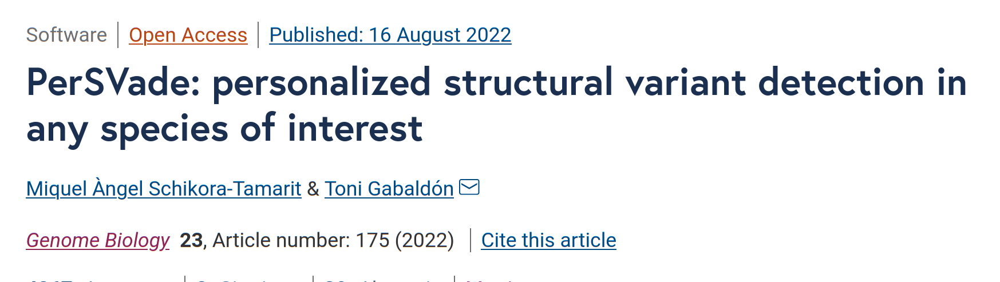 Software | Open Access | Published: 16 August 2022
PerSVade: personalized structural variant detection in
any species of interest
Miquel Àngel Schikora-Tamarit & Toni Gabaldón
Genome Biology 23, Article number: 175 (2022) | Cite this article